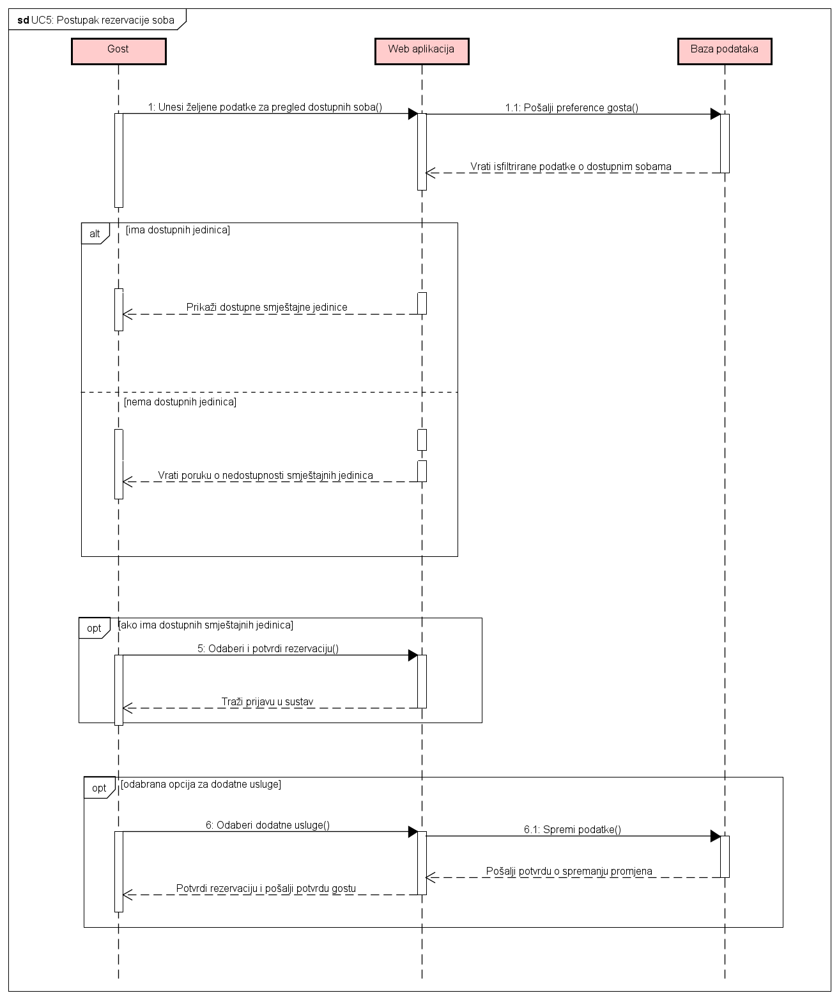 sd UC5: Postupak rezervacije soba
Gost
Web aplikacija
Baza podataka
1: Unesi željene podatke za pregled dostupnih soba()
1.1: Pošalji preference gosta()
Vrati isfiltrirane podatke o dostupnim sobama
alt
[ima dostupnih jedinica]
Prikaži dostupne smještajne jedinice
[nema dostupnih jedinica]
Vrati poruku o nedostupnosti smještajnih jedinica
opt
[ako ima dostupnih smještajnih jedinica]
5: Odaberi i potvrdi rezervaciju()
Traži prijavu u sustav
opt
[odabrana opcija za dodatne usluge]
6: Odaberi dodatne usluge()
6.1: Spremi podatke()
Pošalji potvrdu o spremanju promjena
Potvrdi rezervaciju i pošalji potvrdu gostu